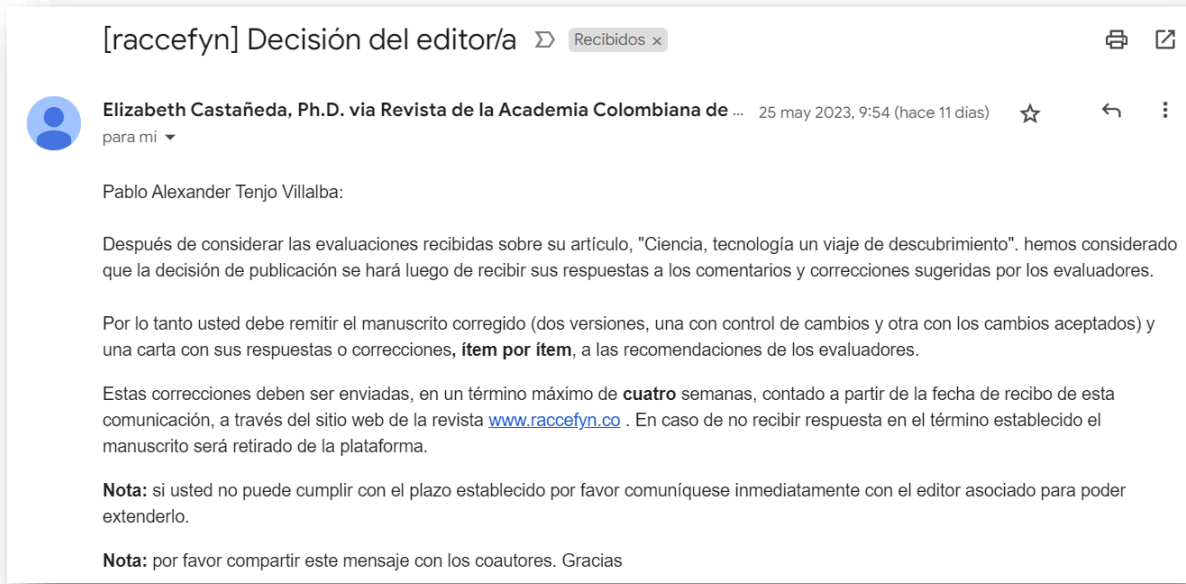 [raccefyn] Decisión del editor/a
Recibidos x
Elizabeth Castañeda, Ph.D. via Revista de la Academia Colombiana de ...
25 may 2023, 9:54 (hace 11 días)
para mí
Pablo Alexander Tenjo Villalba:
Después de considerar las evaluaciones recibidas sobre su artículo, "Ciencia, tecnología un viaje de descubrimiento". hemos considerado
que la decisión de publicación se hará luego de recibir sus respuestas a los comentarios y correcciones sugeridas por los evaluadores.
Por lo tanto usted debe remitir el manuscrito corregido (dos versiones, una con control de cambios y otra con los cambios aceptados) y
una carta con sus respuestas o correcciones, ítem por ítem, a las recomendaciones de los evaluadores.
Estas correcciones deben ser enviadas, en un término máximo de cuatro semanas, contado a partir de la fecha de recibo de esta
comunicación, a través del sitio web de la revista www.raccefyn.co . En caso de no recibir respuesta en el término establecido el
manuscrito será retirado de la plataforma.
Nota: si usted no puede cumplir con el plazo establecido por favor comuníquese inmediatamente con el editor asociado para poder
extenderlo.
Nota: por favor compartir este mensaje con los coautores. Gracias